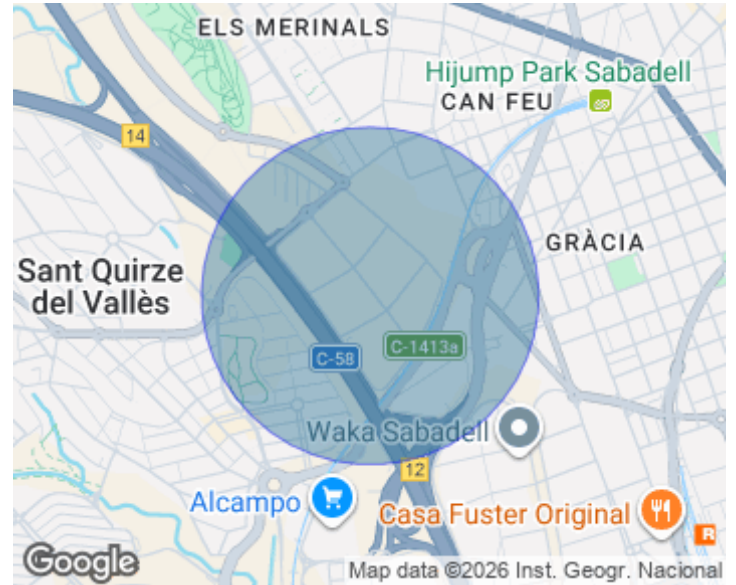 ELS MERINALS
Hijump Park Sabadell
CAN FEU
14
GRÀCIA
Sant Quirze
del Vallès
C-58
C-1413a
Waka Sabadell
12
Alcampo
Casa Fuster Original
R
Google
Map data ©2026 Inst. Geogr. Nacional